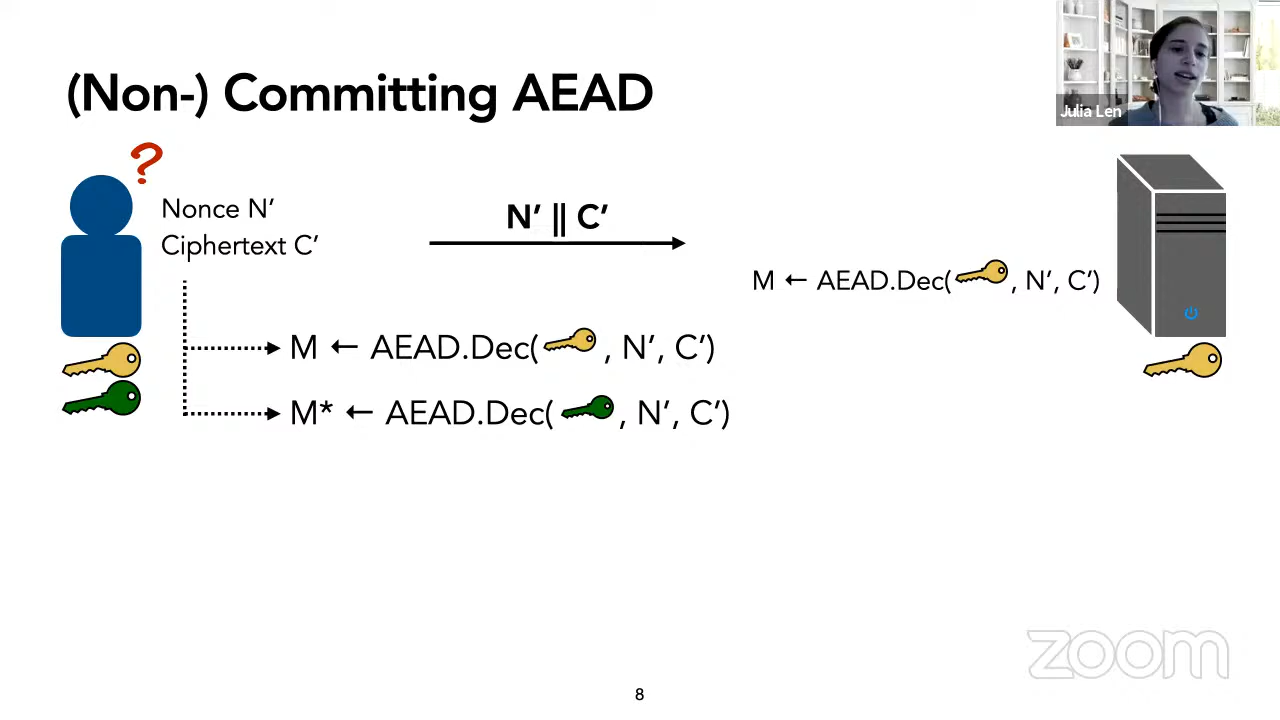 (Non-) Committing AEAD
Julia Len
?
Nonce N′
Ciphertext C′
N′ || C′
M ← AEAD.Dec( , N′, C′)
M ← AEAD.Dec( , N′, C′)
M* ← AEAD.Dec( , N′, C′)
zoom
8